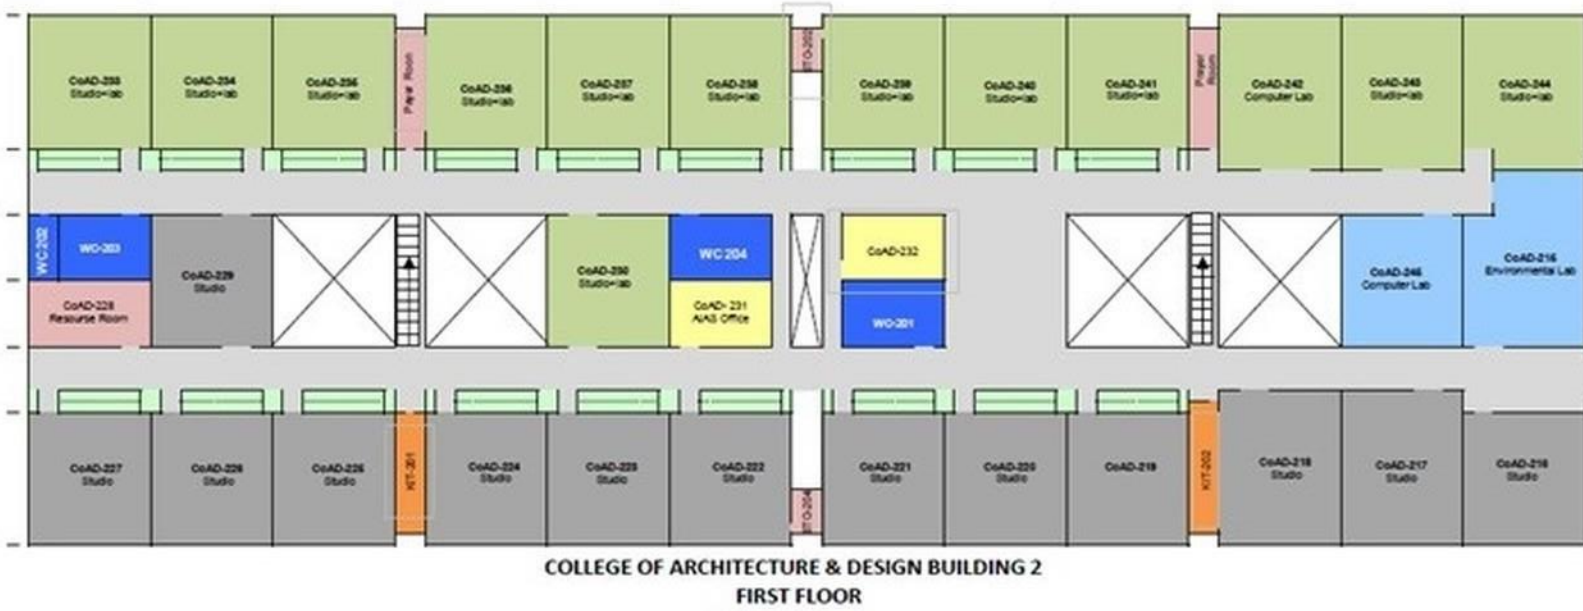 CoAD-233
Studio+lab
CoAD-234
Studio+lab
CoAD-235
Studio+lab
Payer Room
CoAD-236
Studio+lab
CoAD-237
Studio+lab
CoAD-238
Studio+lab
STO-202
CoAD-239
Studio+lab
CoAD-240
Studio+lab
CoAD-241
Studio+lab
Prayer
Room
CoAD-242
Computer Lab
CoAD-243
Studio+lab
CoAD-244
Studio+lab
WC-202
WC-203
CoAD-228
Resourse Room
CoAD-229
Studio
CoAD-230
Studio+lab
WC-204
CoAD- 231
AIAS Office
CoAD-232
WC-201
Computer Lab
CoAD-215
Environmental Lab
CoAD-227
Studio
CoAD-226
Studio
CoAD-225
Studio
KIT-201
CoAD-224
Studio
CoAD-223
Studio
CoAD-222
Studio
STO-204
CoAD-221
Studio
CoAD-220
Studio
CoAD-219
KIT-202
CoAD-218
Studio
CoAD-217
Studio
CoAD-216
Studio
COLLEGE OF ARCHITECTURE & DESIGN BUILDING 2
FIRST FLOOR